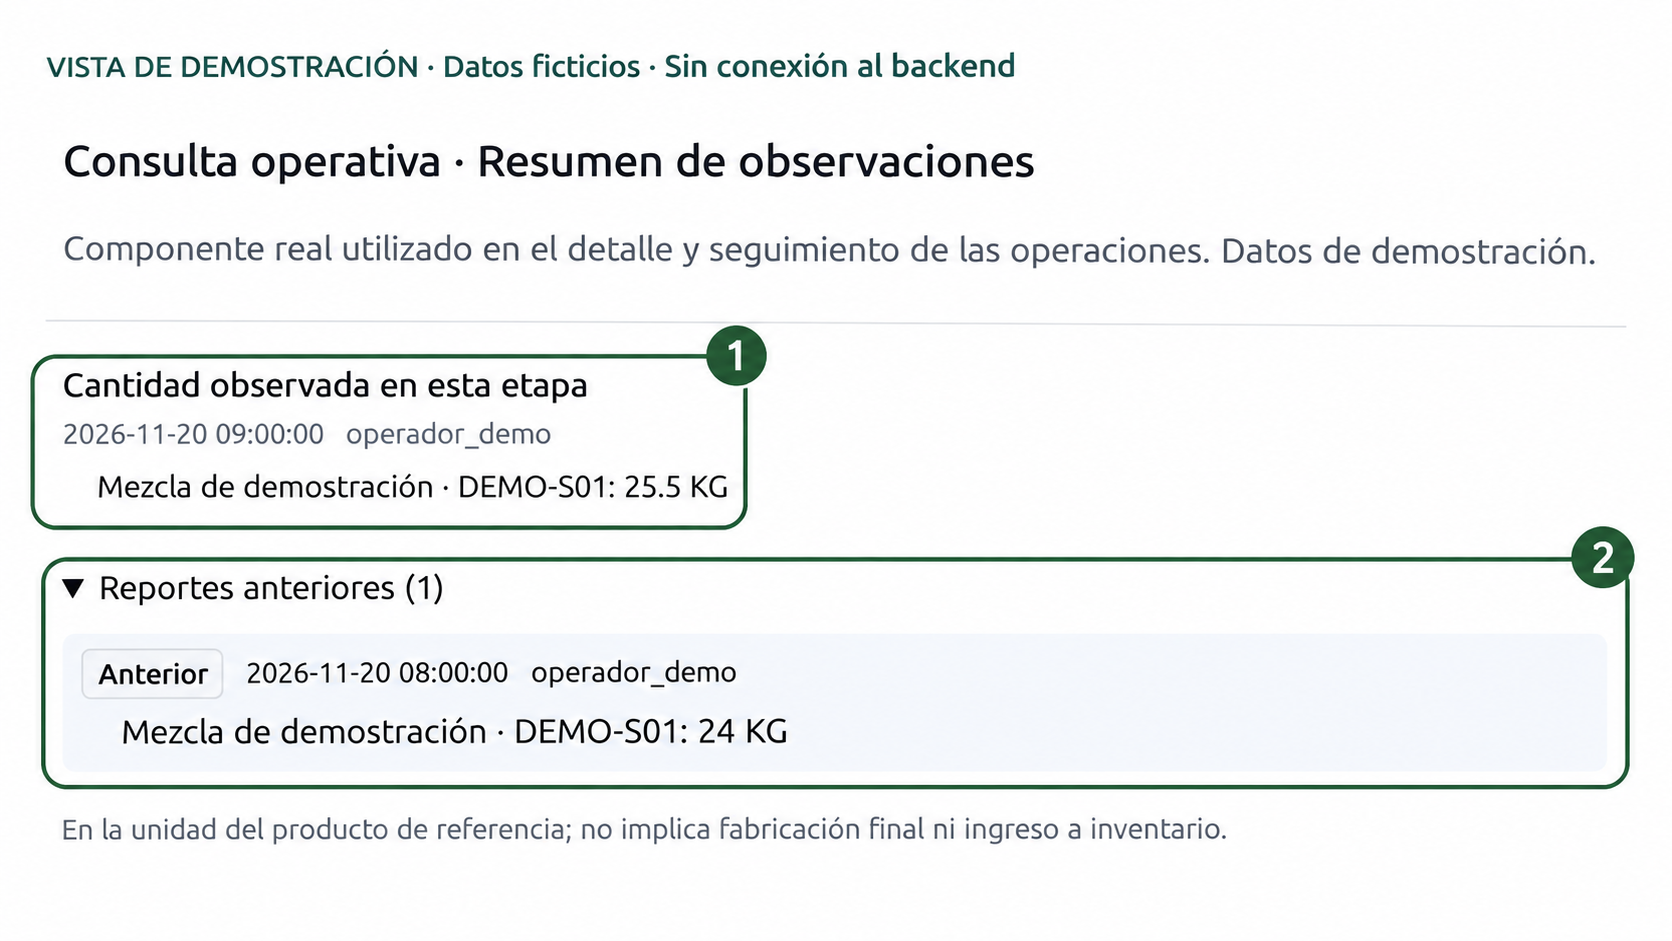 VISTA DE DEMOSTRACIÓN · Datos ficticios · Sin conexión al backend
Consulta operativa · Resumen de observaciones
Componente real utilizado en el detalle y seguimiento de las operaciones. Datos de demostración.
1
Cantidad observada en esta etapa
2026-11-20 09:00:00 operador_demo
Mezcla de demostración · DEMO-S01: 25.5 KG
2
▼ Reportes anteriores (1)
Anterior 2026-11-20 08:00:00 operador_demo
Mezcla de demostración · DEMO-S01: 24 KG
En la unidad del producto de referencia; no implica fabricación final ni ingreso a inventario.